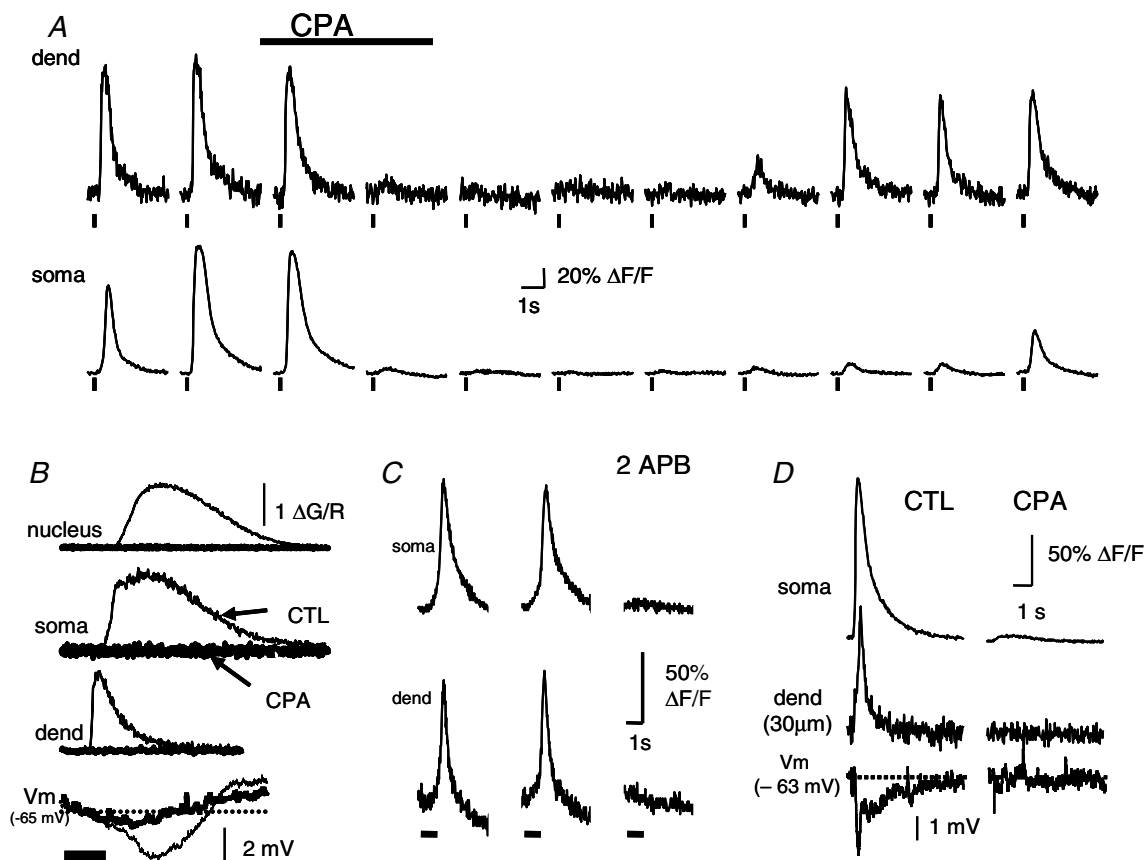 A
CPA
dend
soma
20% ΔF/F
1s
B
nucleus
1 ΔG/R
soma
CTL
CPA
dend
Vm
(-65 mV)
2 mV
C
2 APB
soma
dend
50%
ΔF/F
1s
D
CTL
CPA
50% ΔF/F
soma
1 s
dend
(30μm)
Vm
(– 63 mV)
1 mV